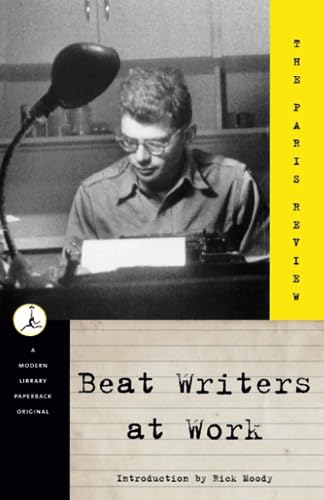 THE PARIS REVIEW
A
MODERN
LIBRARY
PAPERBACK
ORIGINAL
Beat Writers
at Work
Introduction by Rick Moody